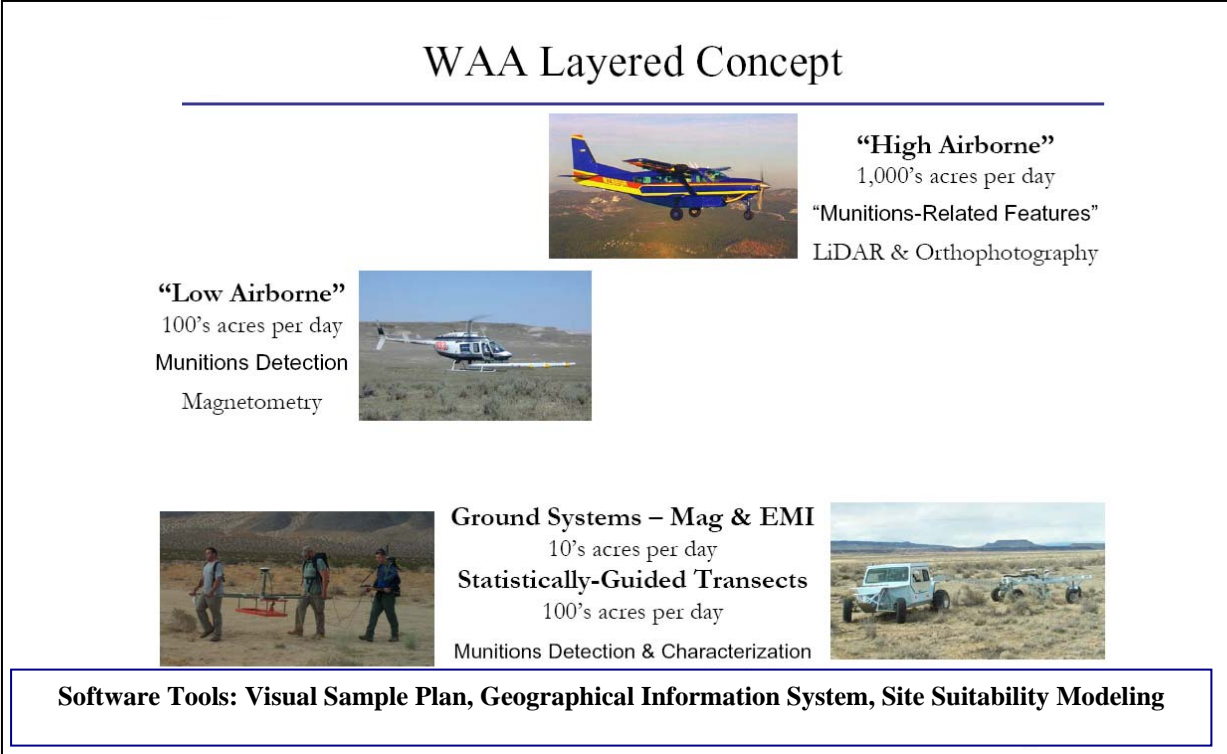 WAA Layered Concept
“High Airborne”
1,000’s acres per day
“Munitions-Related Features”
LiDAR & Orthophotography
“Low Airborne”
100’s acres per day
Munitions Detection
Magnetometry
Ground Systems – Mag & EMI
10’s acres per day
Statistically-Guided Transects
100’s acres per day
Munitions Detection & Characterization
Software Tools: Visual Sample Plan, Geographical Information System, Site Suitability Modeling